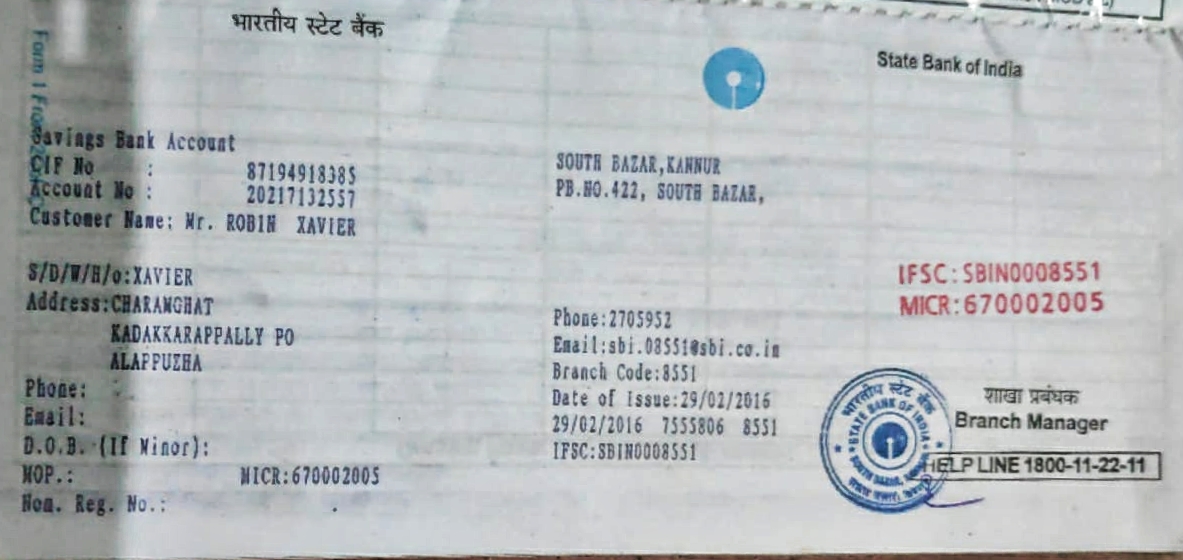 भारतीय स्टेट बैंक
State Bank of India
Savings Bank Account
CIF No : 87194918385
Account No : 20217132557
Customer Name: Mr. ROBIN XAVIER
S/D/W/H/o:XAVIER
Address:CHARANGHAT
KADAKKARAPPALLY PO
ALAPPUZHA
Phone:
Email:
D.O.B. (If Minor):
MOP.: MICR:670002005
Nom. Reg. No.:
SOUTH BAZAR,KANNUR
PB.NO.422, SOUTH BAZAR,
Phone:2705952
Email:sbi.08551@sbi.co.in
Branch Code:8551
Date of Issue:29/02/2016
29/02/2016 7555806 8551
IFSC:SBIN0008551
IFSC:SBIN0008551
MICR:670002005
शाखा प्रबंधक
Branch Manager
HELP LINE 1800-11-22-11
भारतीय स्टेट बैंक
STATE BANK OF INDIA
SOUTH BAZAR
Form 1 From